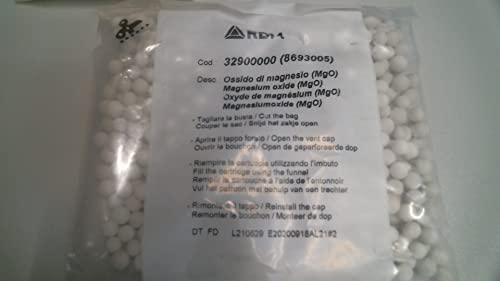 Cod. 32900000 (8693005)
Desc. Ossido di magnesio (MgO)
Magnesium oxide (MgO)
Oxyde de magnésium (MgO)
Magnesiumoxide (MgO)
- Tagliare la busta / Cut the bag
Couper le sac / Snijd het zakje open
- Aprire il tappo forato / Open the vent cap
Ouvrir le bouchon / Open de geperforeerde dop
- Riempire la cartuccia utilizzando l'imbuto
Fill the cartridge using the funnel
Remplir la cartouche à l'aide de l'entonnoir
Vul het patroon met behulp van een trechter
- Rimontare il tappo / Reinstall the cap
Remonter le bouchon / Monteer de dop
DT FD L210629 E20200918AL2182